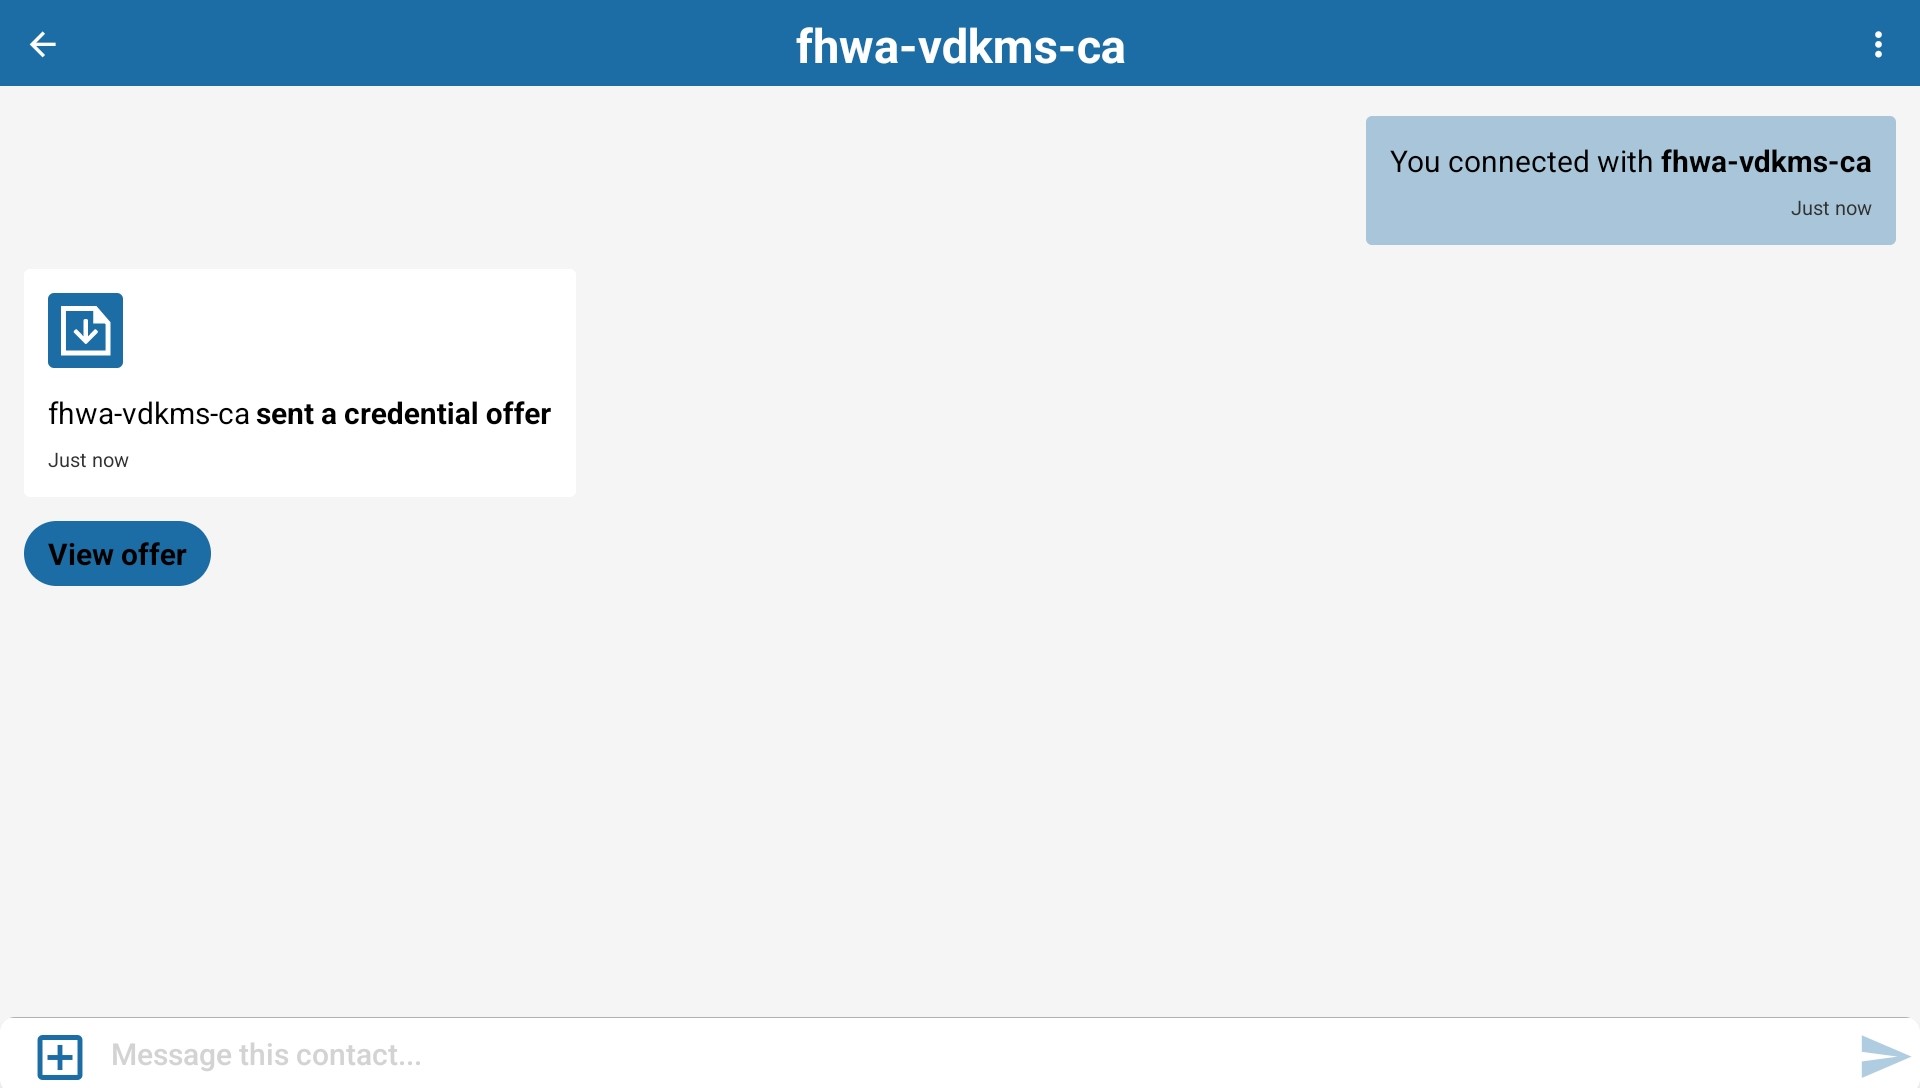 fhwa-vdkms-ca
You connected with fhwa-vdkms-ca
Just now
fhwa-vdkms-ca sent a credential offer
Just now
View offer
Message this contact...